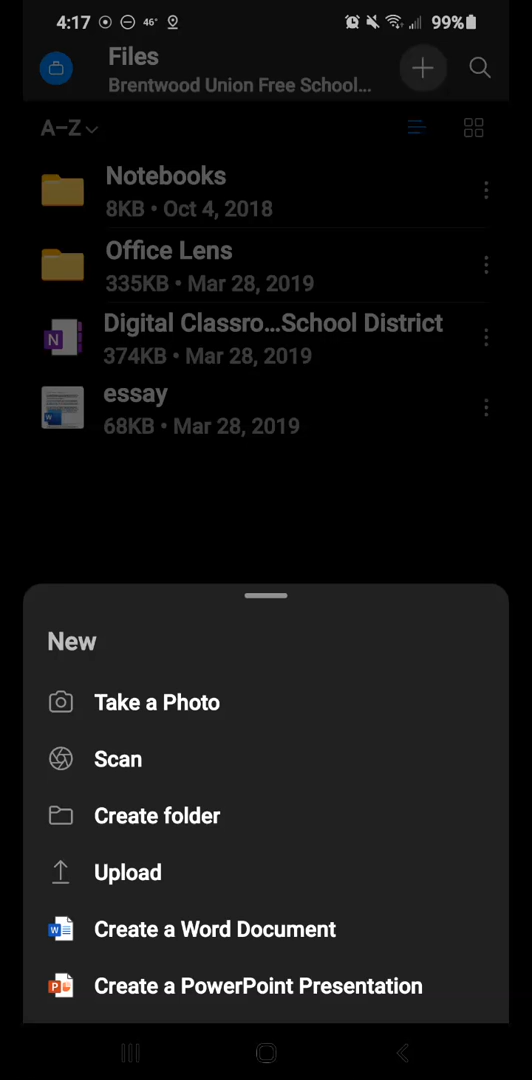 4:17 46° 99%
Files
Brentwood Union Free School...
A–Z
Notebooks
8KB • Oct 4, 2018
Office Lens
335KB • Mar 28, 2019
N
Digital Classro...School District
374KB • Mar 28, 2019
W
essay
68KB • Mar 28, 2019
New
Take a Photo
Scan
Create folder
Upload
W
Create a Word Document
P
Create a PowerPoint Presentation